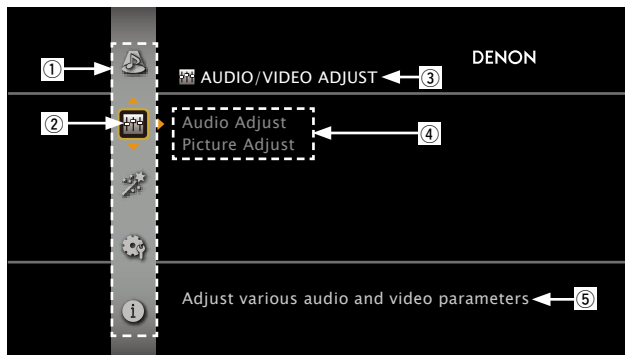 DENON
① AUDIO/VIDEO ADJUST ③
② Audio Adjust
Picture Adjust ④
Adjust various audio and video parameters ⑤